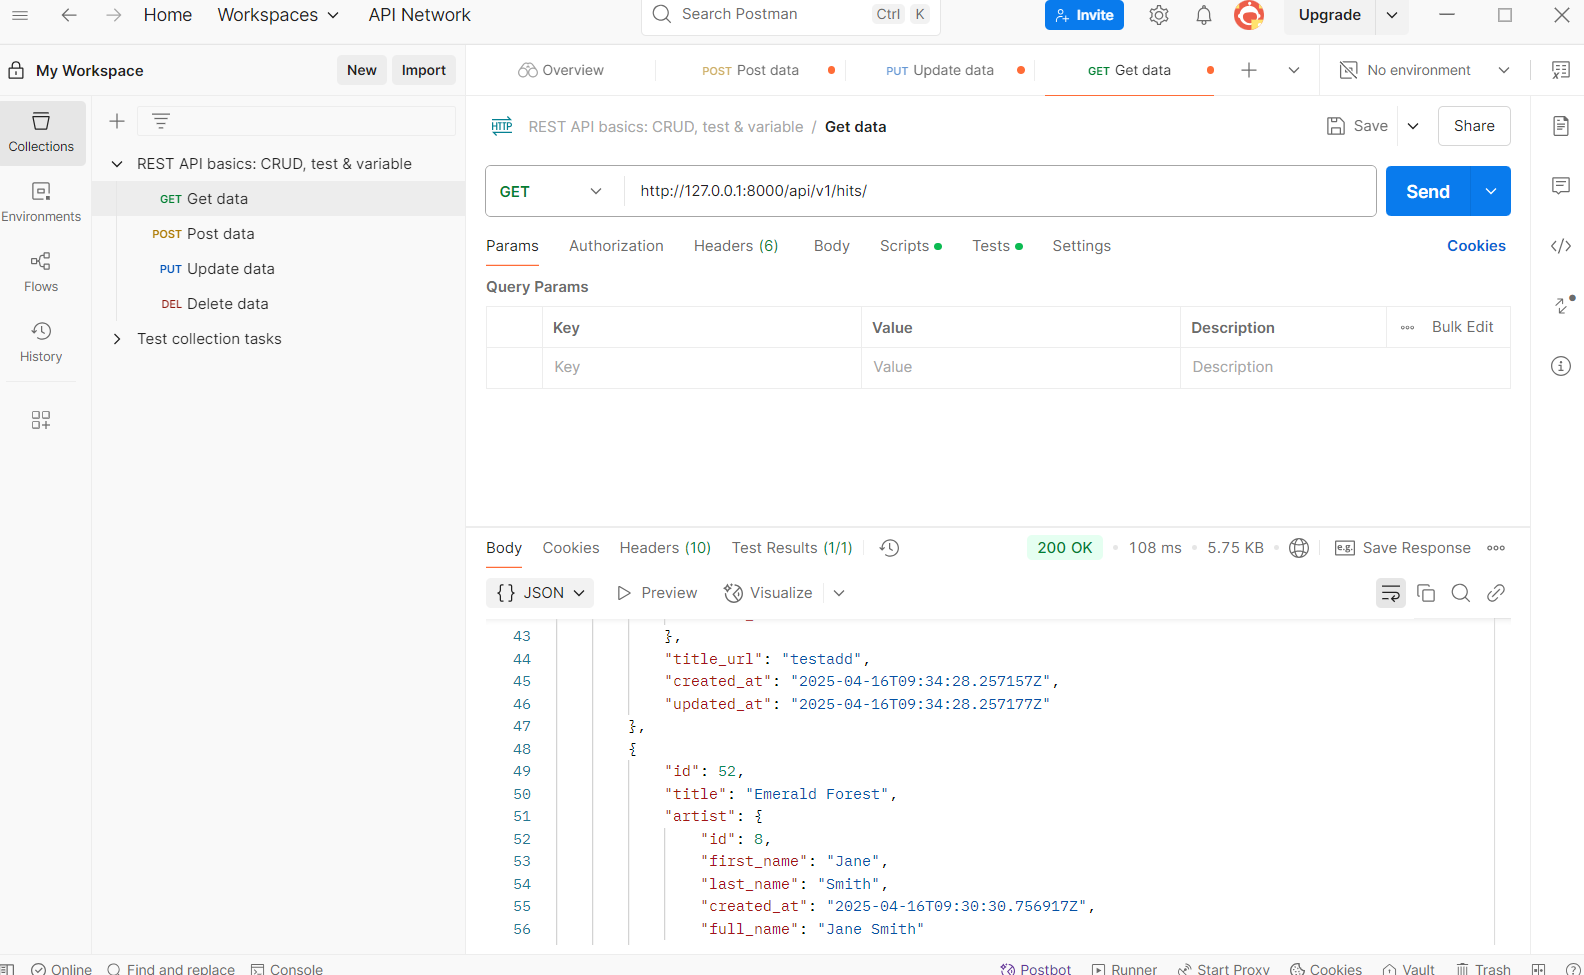 Home Workspaces API Network Search Postman Ctrl K Invite Upgrade
My Workspace New Import Overview POST Post data PUT Update data GET Get data No environment
Collections
REST API basics: CRUD, test & variable
GET Get data
POST Post data
PUT Update data
DEL Delete data
Test collection tasks
Environments
Flows
History
HTTP REST API basics: CRUD, test & variable / Get data Save Share
GET http://127.0.0.1:8000/api/v1/hits/ Send
Params Authorization Headers (6) Body Scripts Tests Settings Cookies
Query Params
Key Value Description Bulk Edit
Key Value Description
Body Cookies Headers (10) Test Results (1/1) 200 OK 108 ms 5.75 KB e.g. Save Response
{} JSON Preview Visualize
43 },
44 "title_url": "testadd",
45 "created_at": "2025-04-16T09:34:28.257157Z",
46 "updated_at": "2025-04-16T09:34:28.257177Z"
47 },
48 {
49 "id": 52,
50 "title": "Emerald Forest",
51 "artist": {
52 "id": 8,
53 "first_name": "Jane",
54 "last_name": "Smith",
55 "created_at": "2025-04-16T09:30:30.756917Z",
56 "full_name": "Jane Smith"
Online Find and replace Console Postbot Runner Start Proxy Cookies Vault Trash